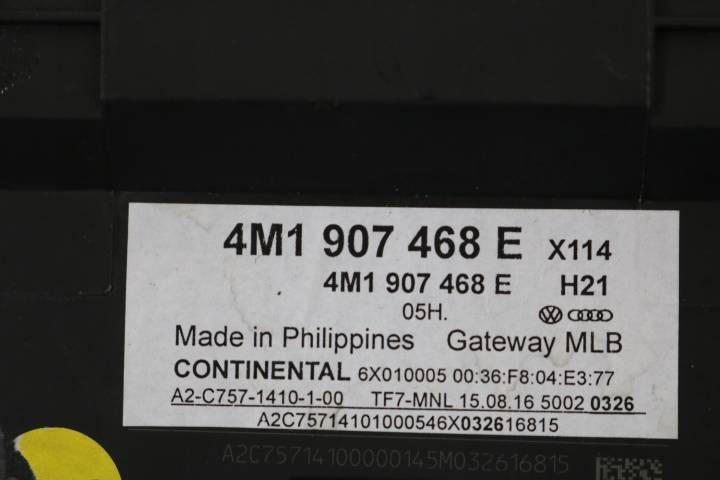 4M1 907 468 E X114
4M1 907 468 E H21
05H.
Made in Philippines Gateway MLB
CONTINENTAL 6X010005 00:36:F8:04:E3:77
A2-C757-1410-1-00 TF7-MNL 15.08.16 5002 0326
A2C75714101000546X032616815
A2C75714100000145M032616815